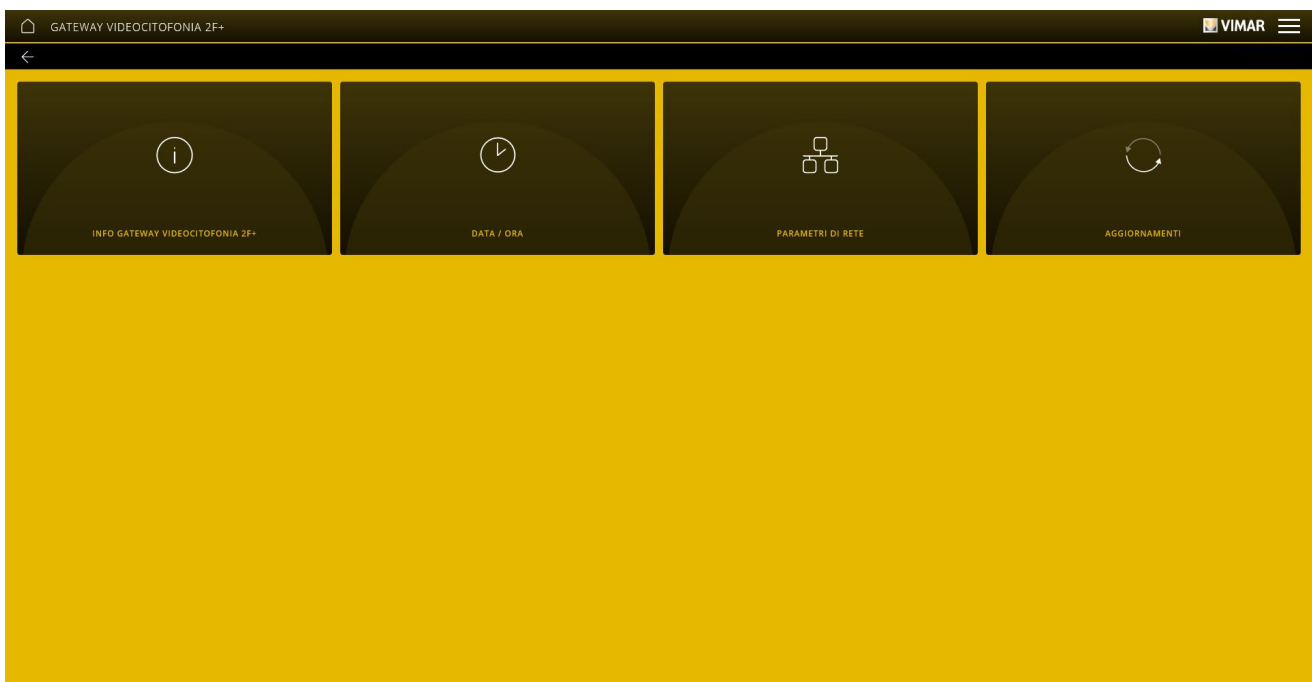 GATEWAY VIDEOCITOFONIA 2F+
VIMAR
INFO GATEWAY VIDEOCITOFONIA 2F+
DATA / ORA
PARAMETRI DI RETE
AGGIORNAMENTI